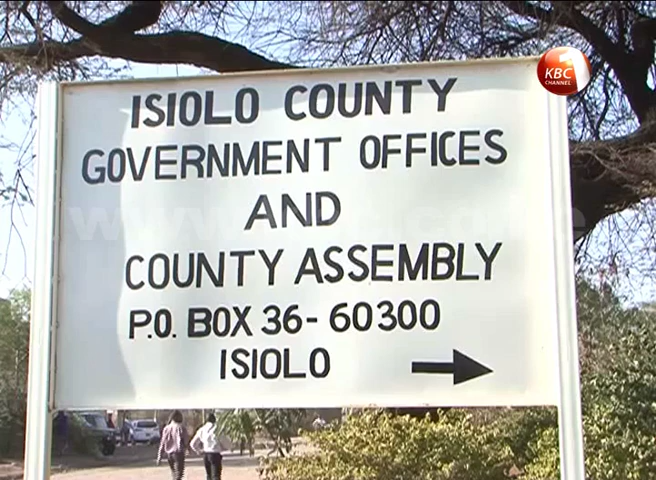 KBC
CHANNEL
1
ISIOLO COUNTY
GOVERNMENT OFFICES
AND
COUNTY ASSEMBLY
P.O. BOX 36 - 60300
ISIOLO